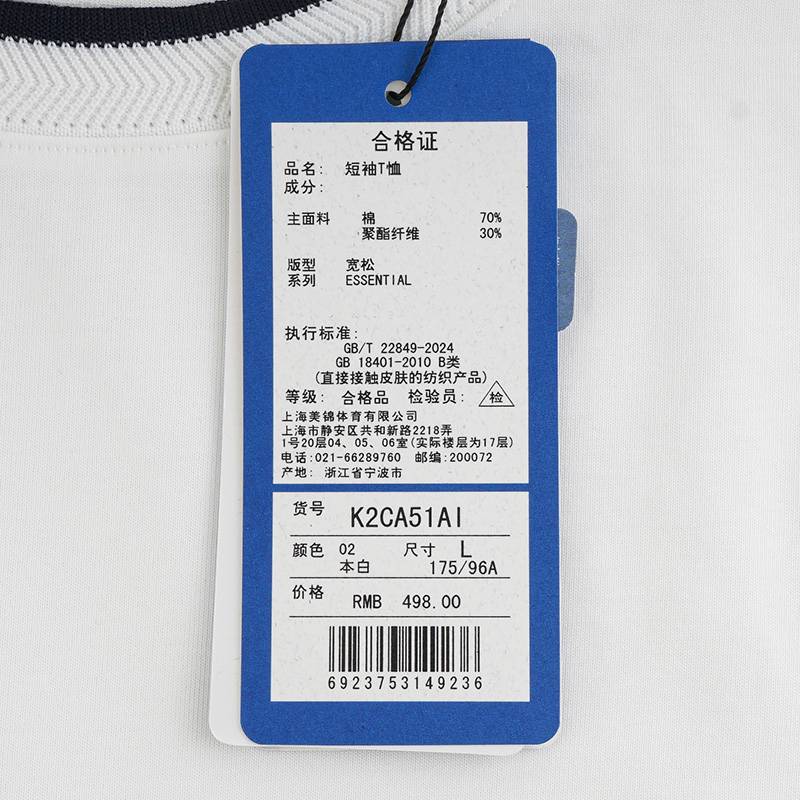 合格证
品名: 短袖T恤
成分:
主面料 棉 70%
聚酯纤维 30%
版型 宽松
系列 ESSENTIAL
执行标准:
GB/T 22849-2024
GB 18401-2010 B类
(直接接触皮肤的纺织产品)
等级: 合格品 检验员: 检
上海美锦体育有限公司
上海市静安区共和新路2218弄
1号20层04、05、06室(实际楼层为17层)
电话:021-66289760 邮编:200072
产地: 浙江省宁波市
货号 K2CA51AI
颜色 02 尺寸 L
本白 175/96A
价格 RMB 498.00
6923753149236